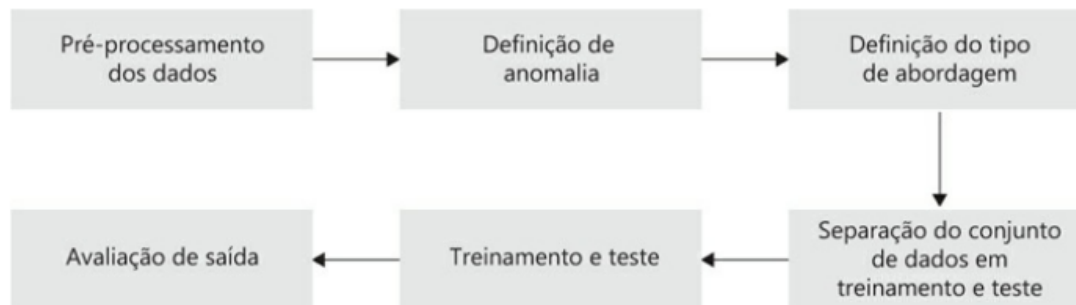 Pré-processamento
dos dados
Definição de
anomalia
Definição do tipo
de abordagem
Separação do conjunto
de dados em
treinamento e teste
Treinamento e teste
Avaliação de saída